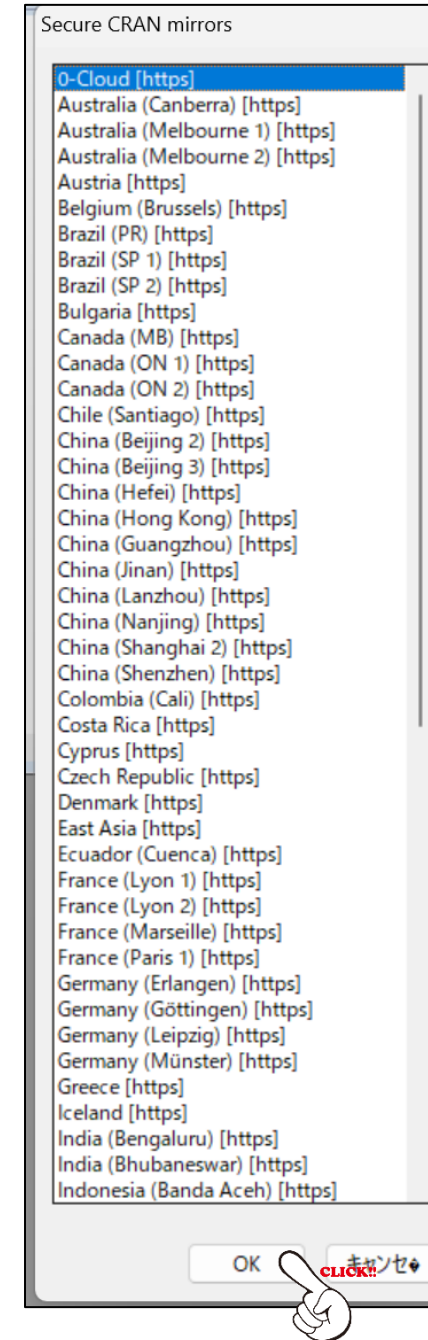 Secure CRAN mirrors
0-Cloud [https]
Australia (Canberra) [https]
Australia (Melbourne 1) [https]
Australia (Melbourne 2) [https]
Austria [https]
Belgium (Brussels) [https]
Brazil (PR) [https]
Brazil (SP 1) [https]
Brazil (SP 2) [https]
Bulgaria [https]
Canada (MB) [https]
Canada (ON 1) [https]
Canada (ON 2) [https]
Chile (Santiago) [https]
China (Beijing 2) [https]
China (Beijing 3) [https]
China (Hefei) [https]
China (Hong Kong) [https]
China (Guangzhou) [https]
China (Jinan) [https]
China (Lanzhou) [https]
China (Nanjing) [https]
China (Shanghai 2) [https]
China (Shenzhen) [https]
Colombia (Cali) [https]
Costa Rica [https]
Cyprus [https]
Czech Republic [https]
Denmark [https]
East Asia [https]
Ecuador (Cuenca) [https]
France (Lyon 1) [https]
France (Lyon 2) [https]
France (Marseille) [https]
France (Paris 1) [https]
Germany (Erlangen) [https]
Germany (Göttingen) [https]
Germany (Leipzig) [https]
Germany (Münster) [https]
Greece [https]
Iceland [https]
India (Bengaluru) [https]
India (Bhubaneswar) [https]
Indonesia (Banda Aceh) [https]
OK
CLICK!!
キャンセ�